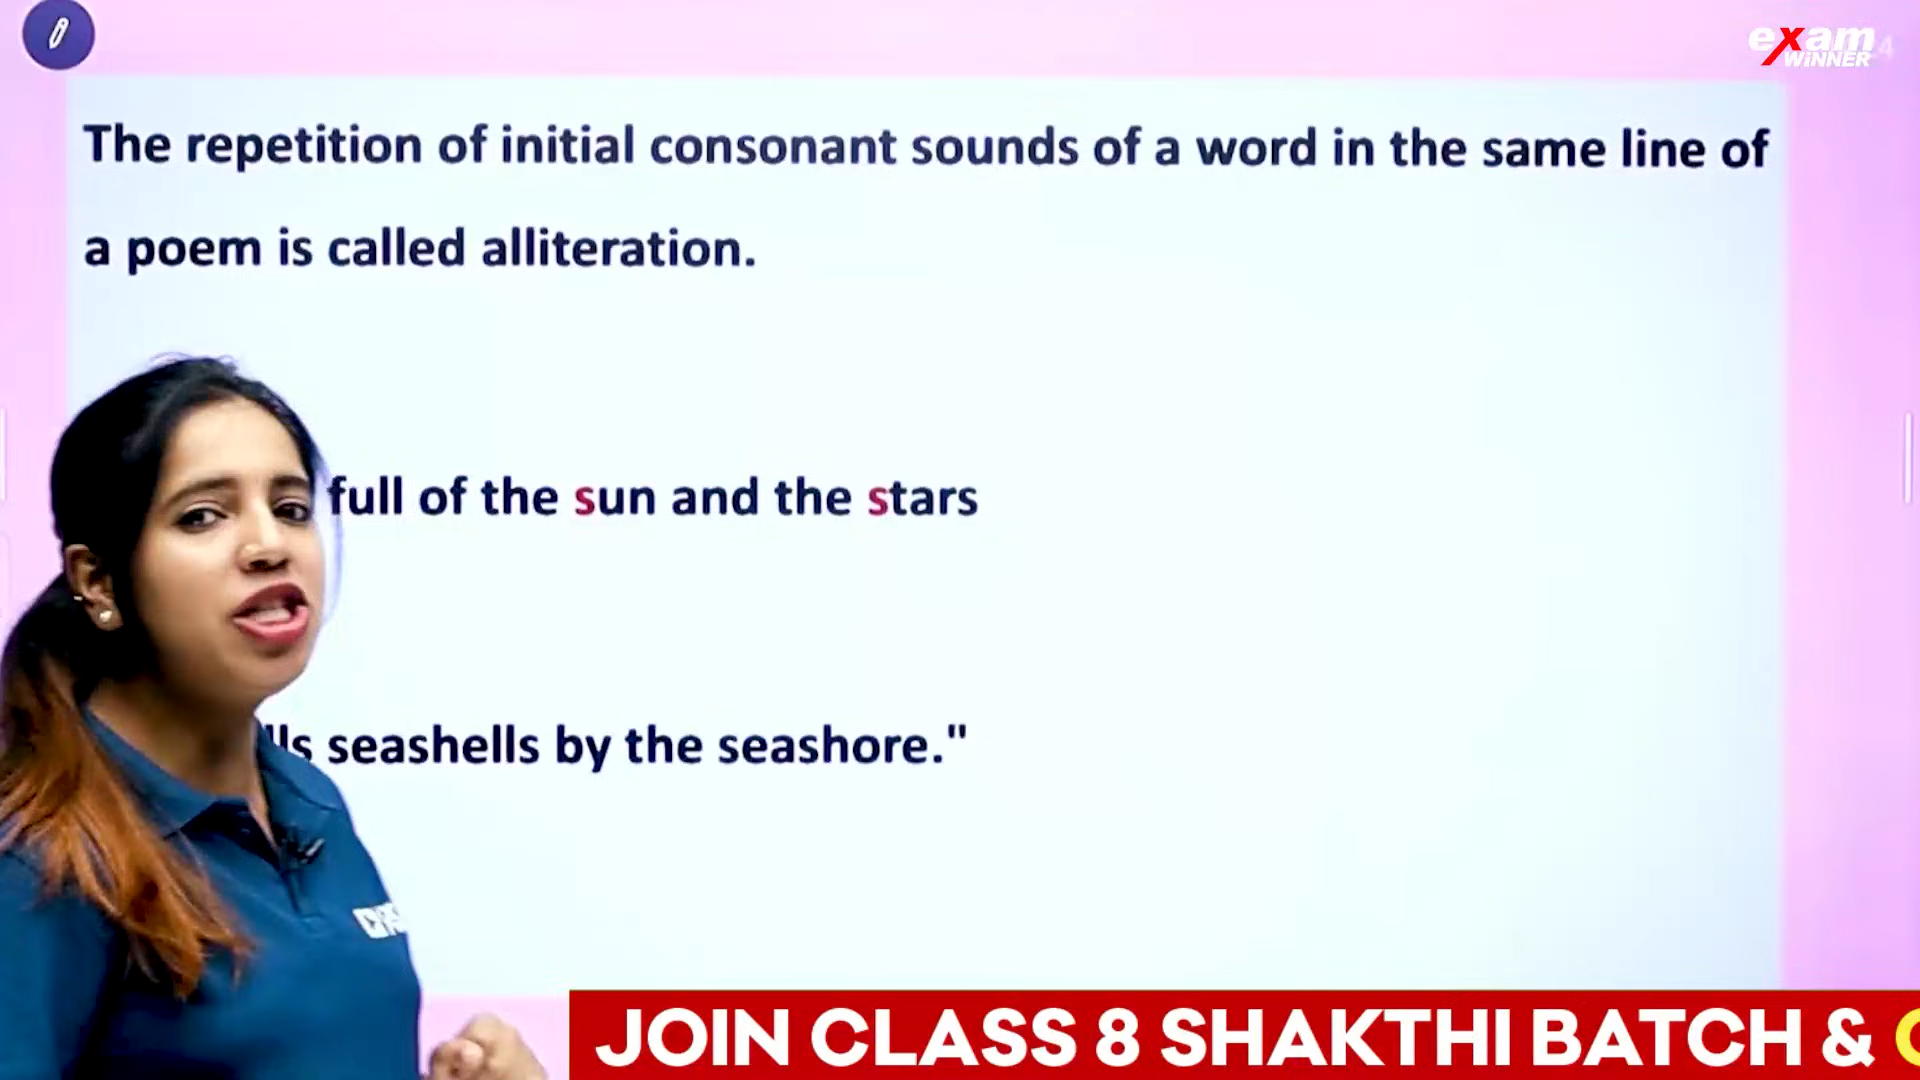 exam
WiNNER
The repetition of initial consonant sounds of a word in the same line of
a poem is called alliteration.
full of the sun and the stars
lls seashells by the seashore."
JOIN CLASS 8 SHAKTHI BATCH &